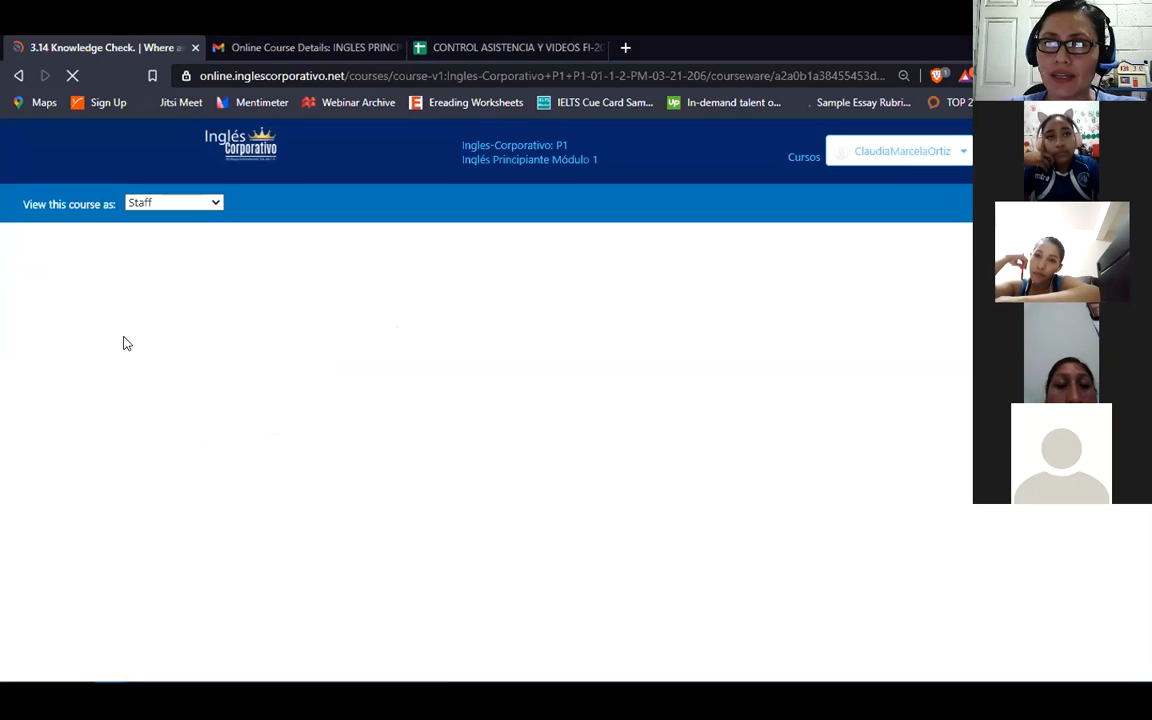 3.14 Knowledge Check. | Where a
Online Course Details: INGLES PRINCI
CONTROL ASISTENCIA Y VIDEOS FI-20
online.inglescorporativo.net/courses/course-v1:Ingles-Corporativo+P1+P1-01-1-2-PM-03-21-206/courseware/a2a0b1a38455453d...
Maps
Sign Up
Jitsi Meet
Mentimeter
Webinar Archive
Ereading Worksheets
IELTS Cue Card Sam...
In-demand talent o...
Sample Essay Rubri...
TOP 2
Inglés
Corporativo
Ingles-Corporativo: P1
Inglés Principiante Módulo 1
Cursos
ClaudiaMarcelaOrtiz
View this course as:
Staff